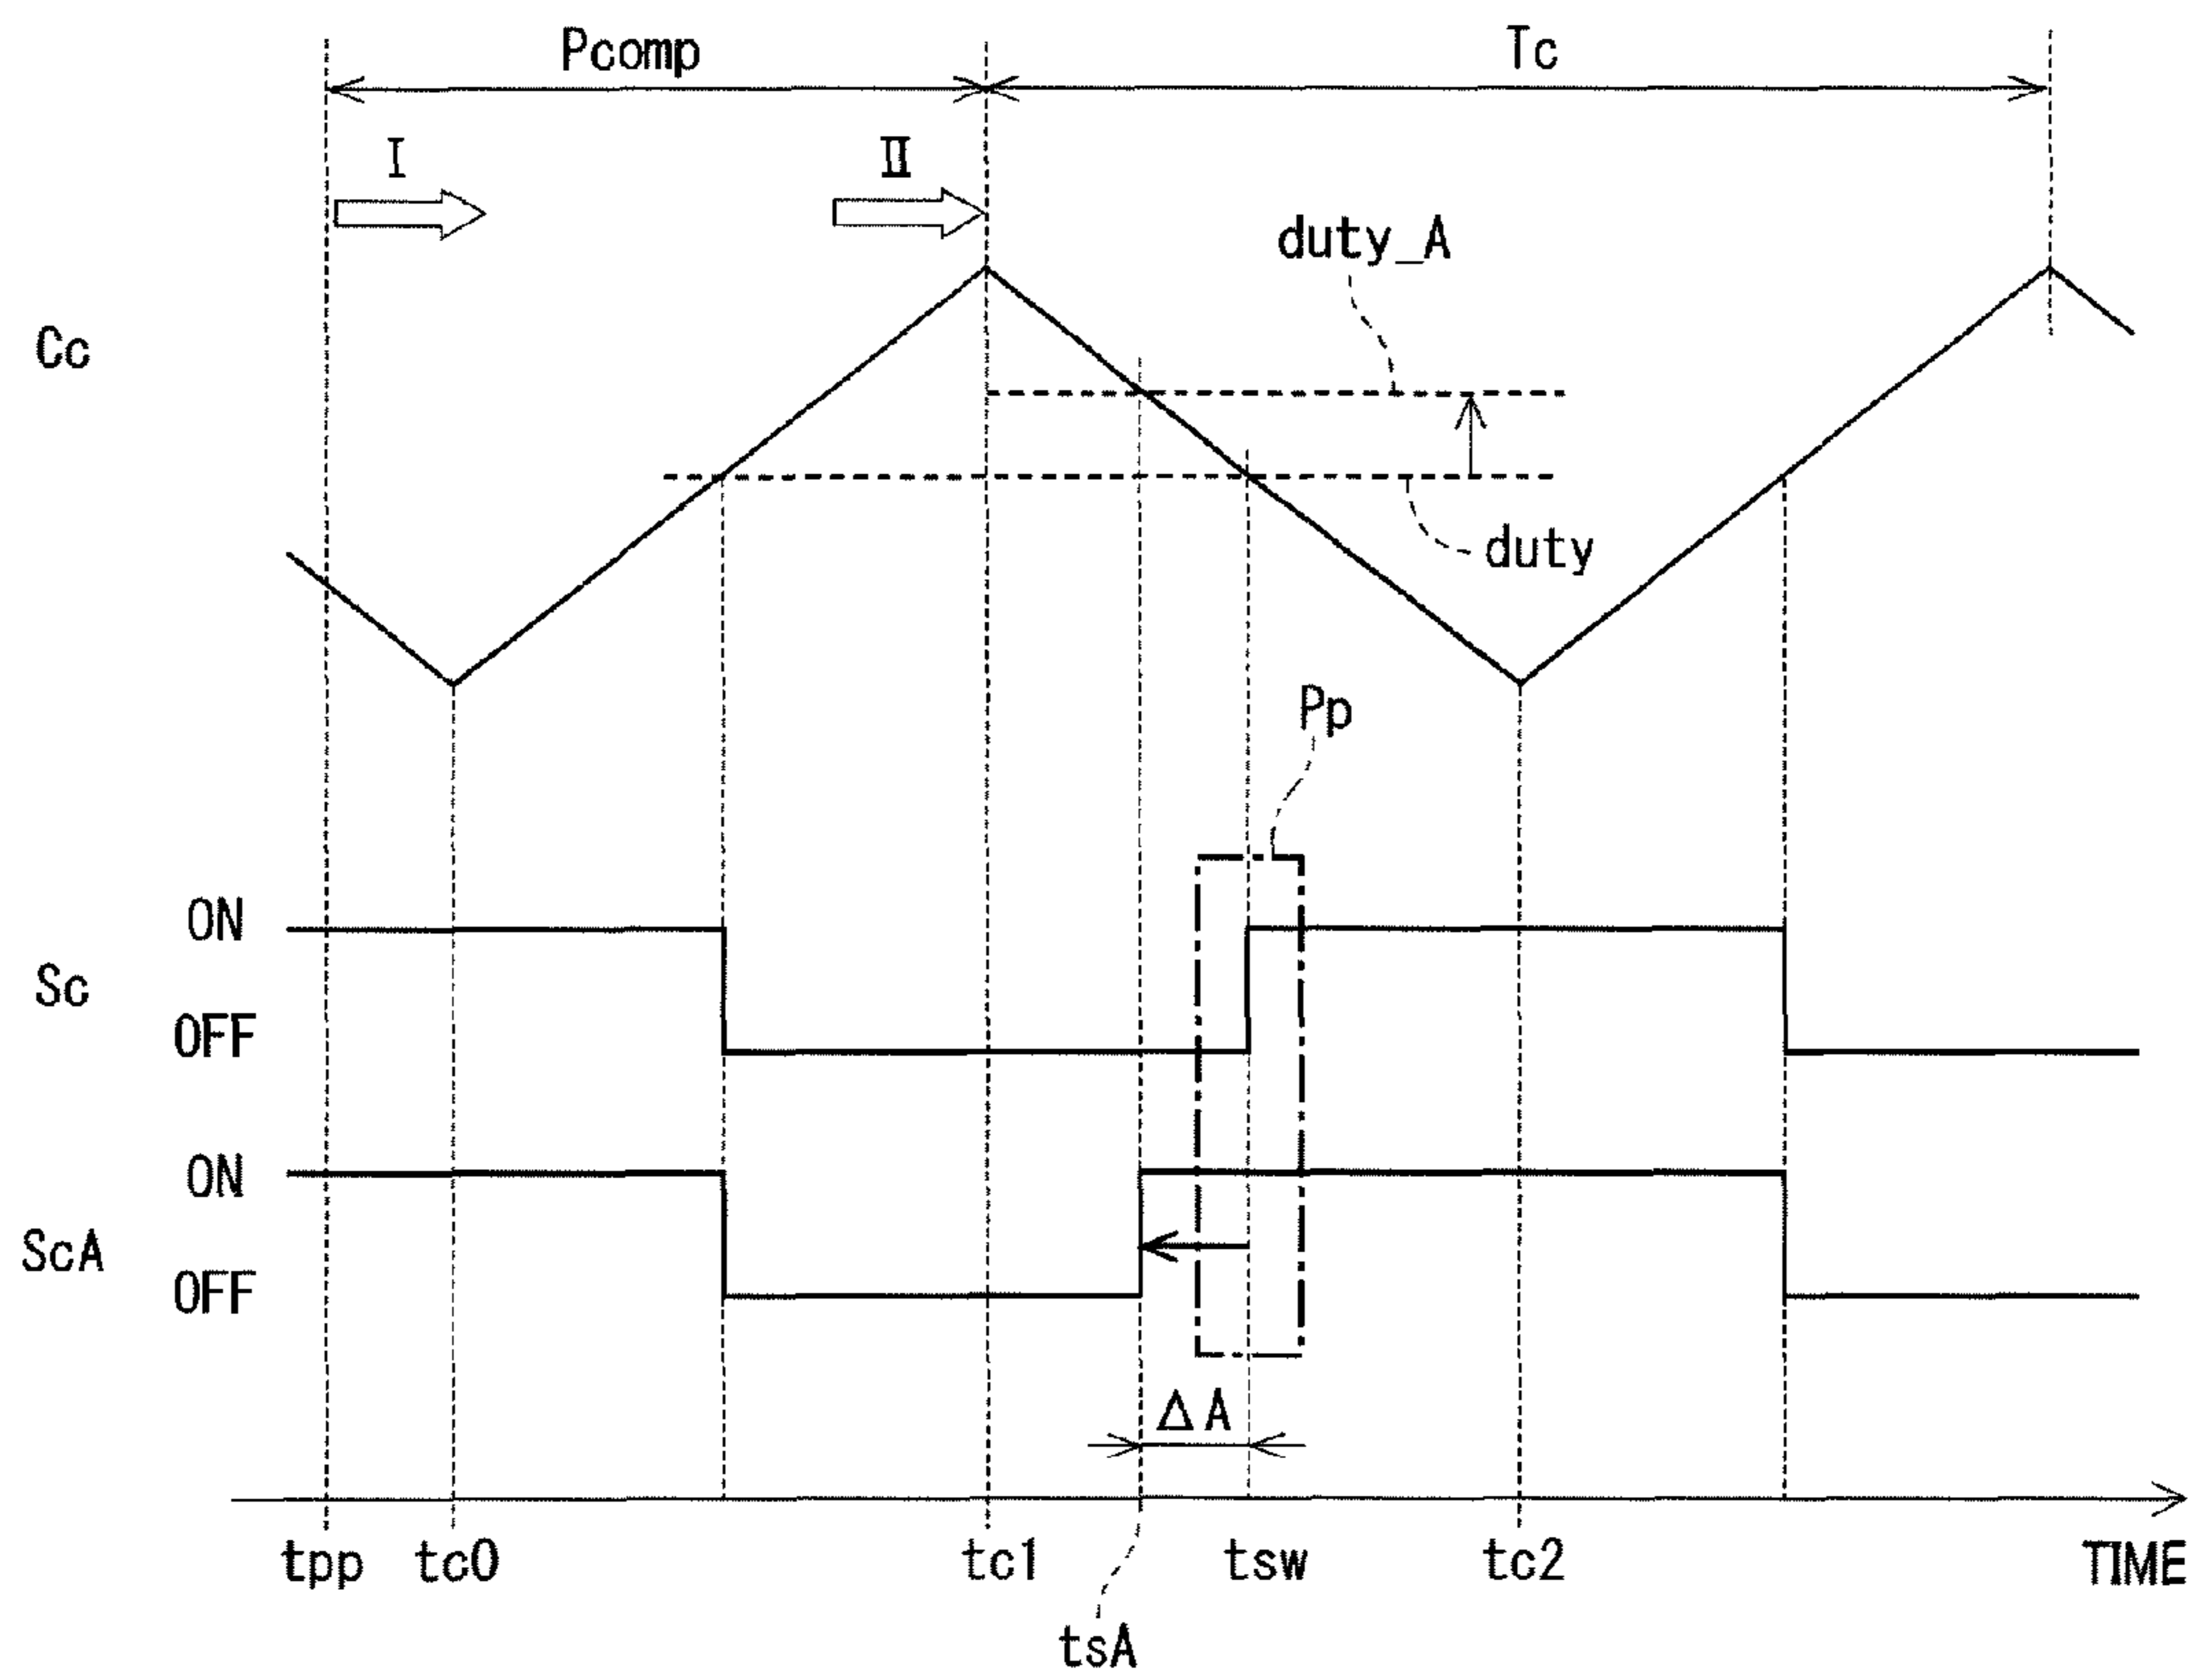 Pcomp
Tc
I
II
duty_A
Cc
duty
Pp
ON
Sc
OFF
ON
ScA
OFF
ΔA
tpp
tc0
tc1
tsw
tc2
TIME
tsA